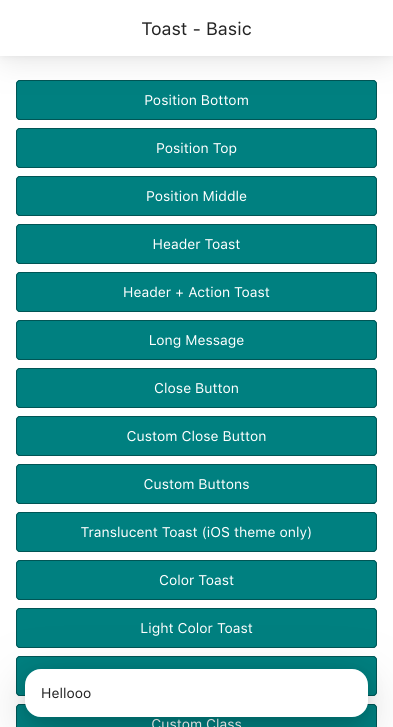 Toast - Basic
Position Bottom
Position Top
Position Middle
Header Toast
Header + Action Toast
Long Message
Close Button
Custom Close Button
Custom Buttons
Translucent Toast (iOS theme only)
Color Toast
Light Color Toast
Hellooo
Custom Class